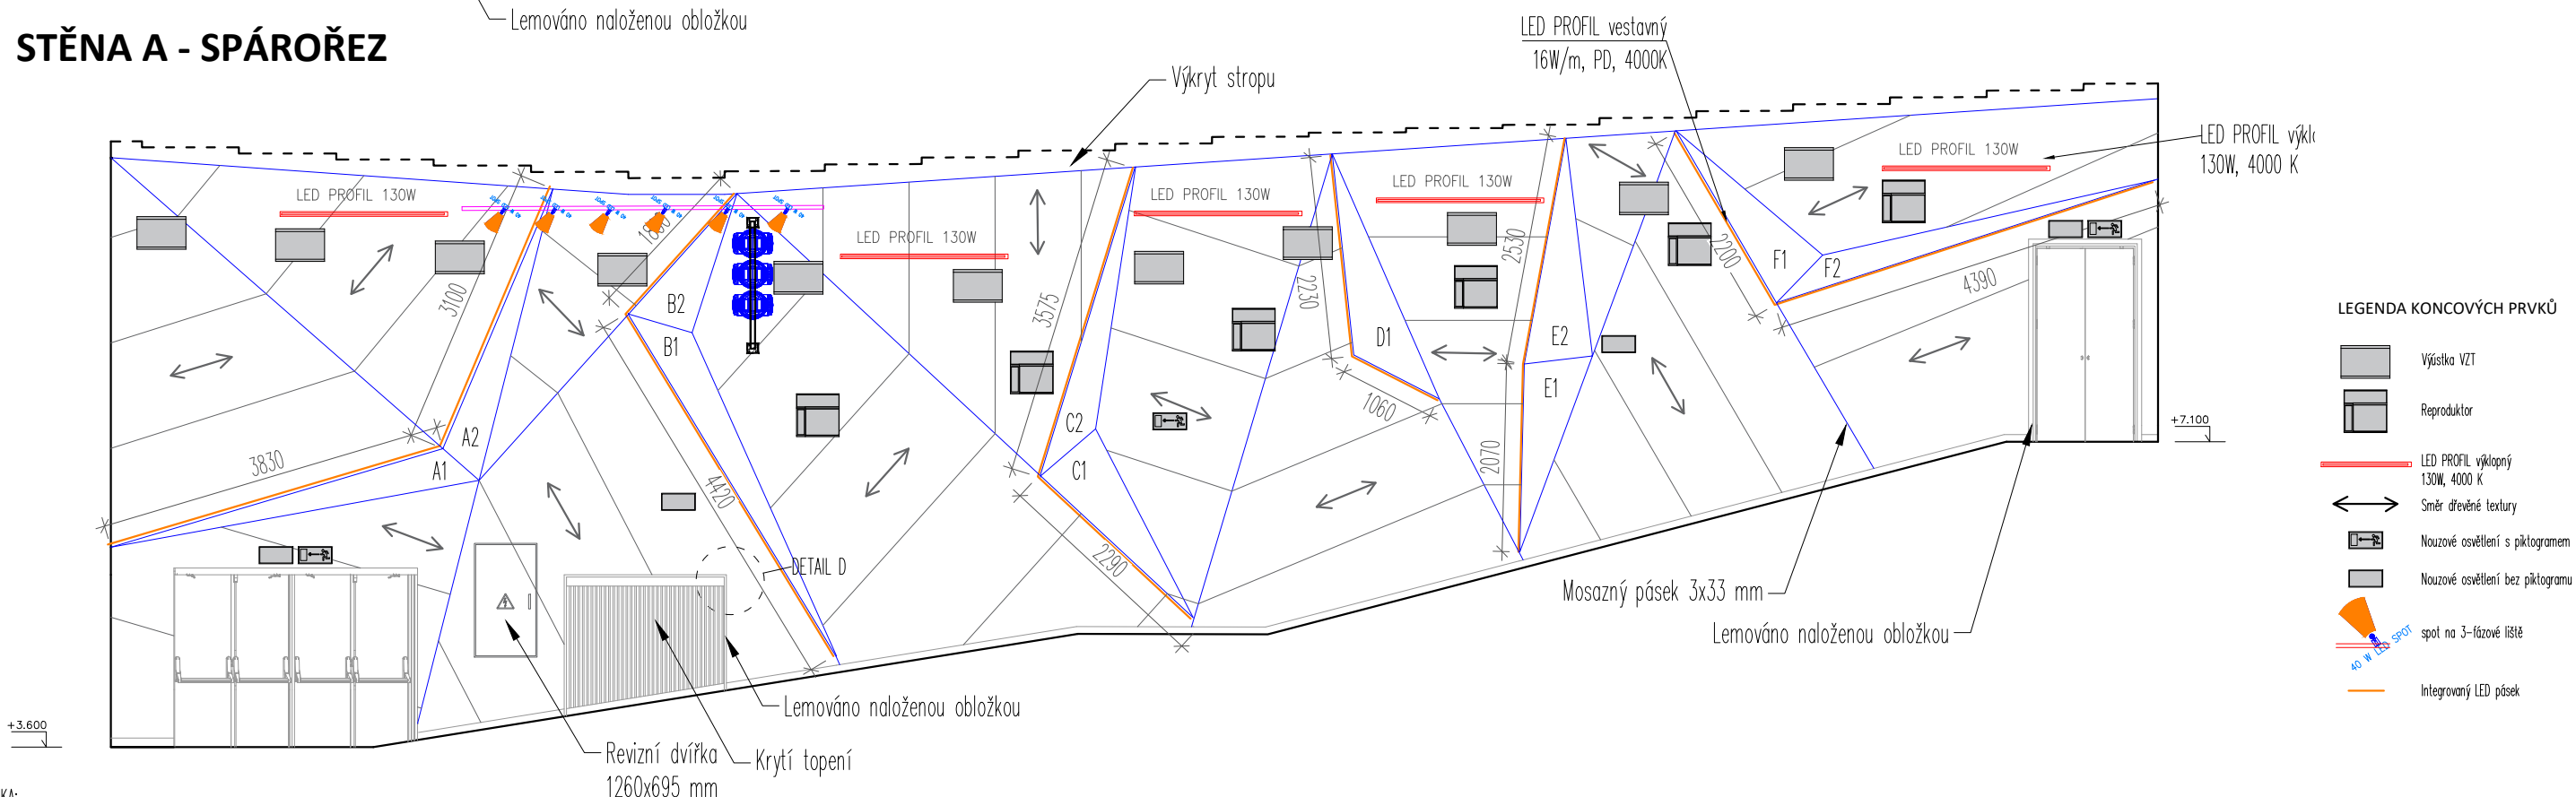 Lemováno naloženou obložkou
STĚNA A - SPÁROŘEZ
LED PROFIL vestavný
16W/m, PD, 4000K
Výkryt stropu
LED PROFIL
130W, 4000 K
LED PROFIL 130W
LED PROFIL 130W
LED PROFIL 130W
LED PROFIL 130W
LED PROFIL 130W
3100
1800
3575
2230
2530
2200
4390
3830
4420
2290
1060
2070
A1
A2
B1
B2
C1
C2
D1
E1
E2
F1
F2
DETAIL D
+7.100
+3.600
Mosazný pásek 3x33 mm
Lemováno naloženou obložkou
Lemováno naloženou obložkou
Revizní dvířka
1260x695 mm
Krytí topení
LEGENDA KONCOVÝCH PRVKŮ
Výústka VZT
Reproduktor
LED PROFIL výklopný
130W, 4000 K
Směr dřevěné textury
Nouzové osvětlení s piktogramem
Nouzové osvětlení bez piktogramu
spot na 3-fázové liště
40 W LED SPOT
Integrovaný LED pásek